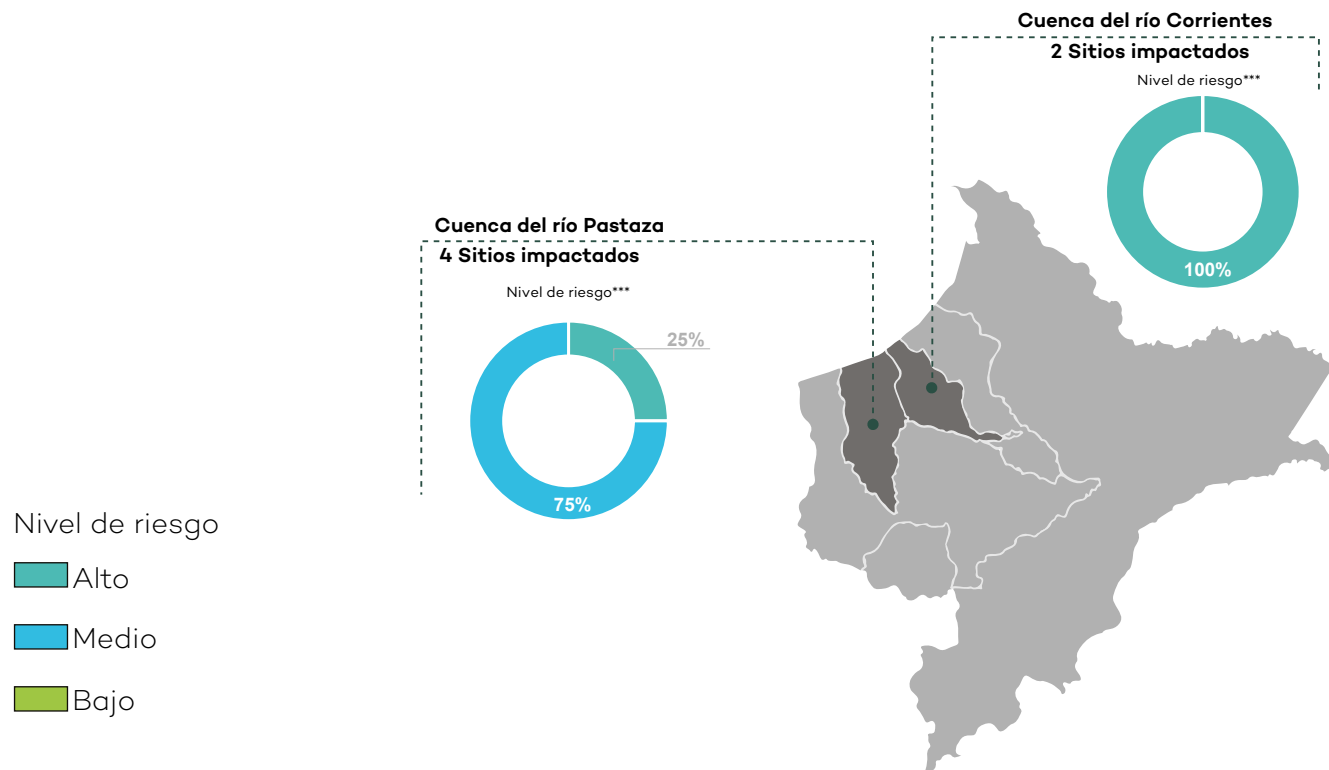 Cuenca del río Corrientes
2 Sitios impactados
Nivel de riesgo***
100%
Cuenca del río Pastaza
4 Sitios impactados
Nivel de riesgo***
25%
75%
Nivel de riesgo
Alto
Medio
Bajo